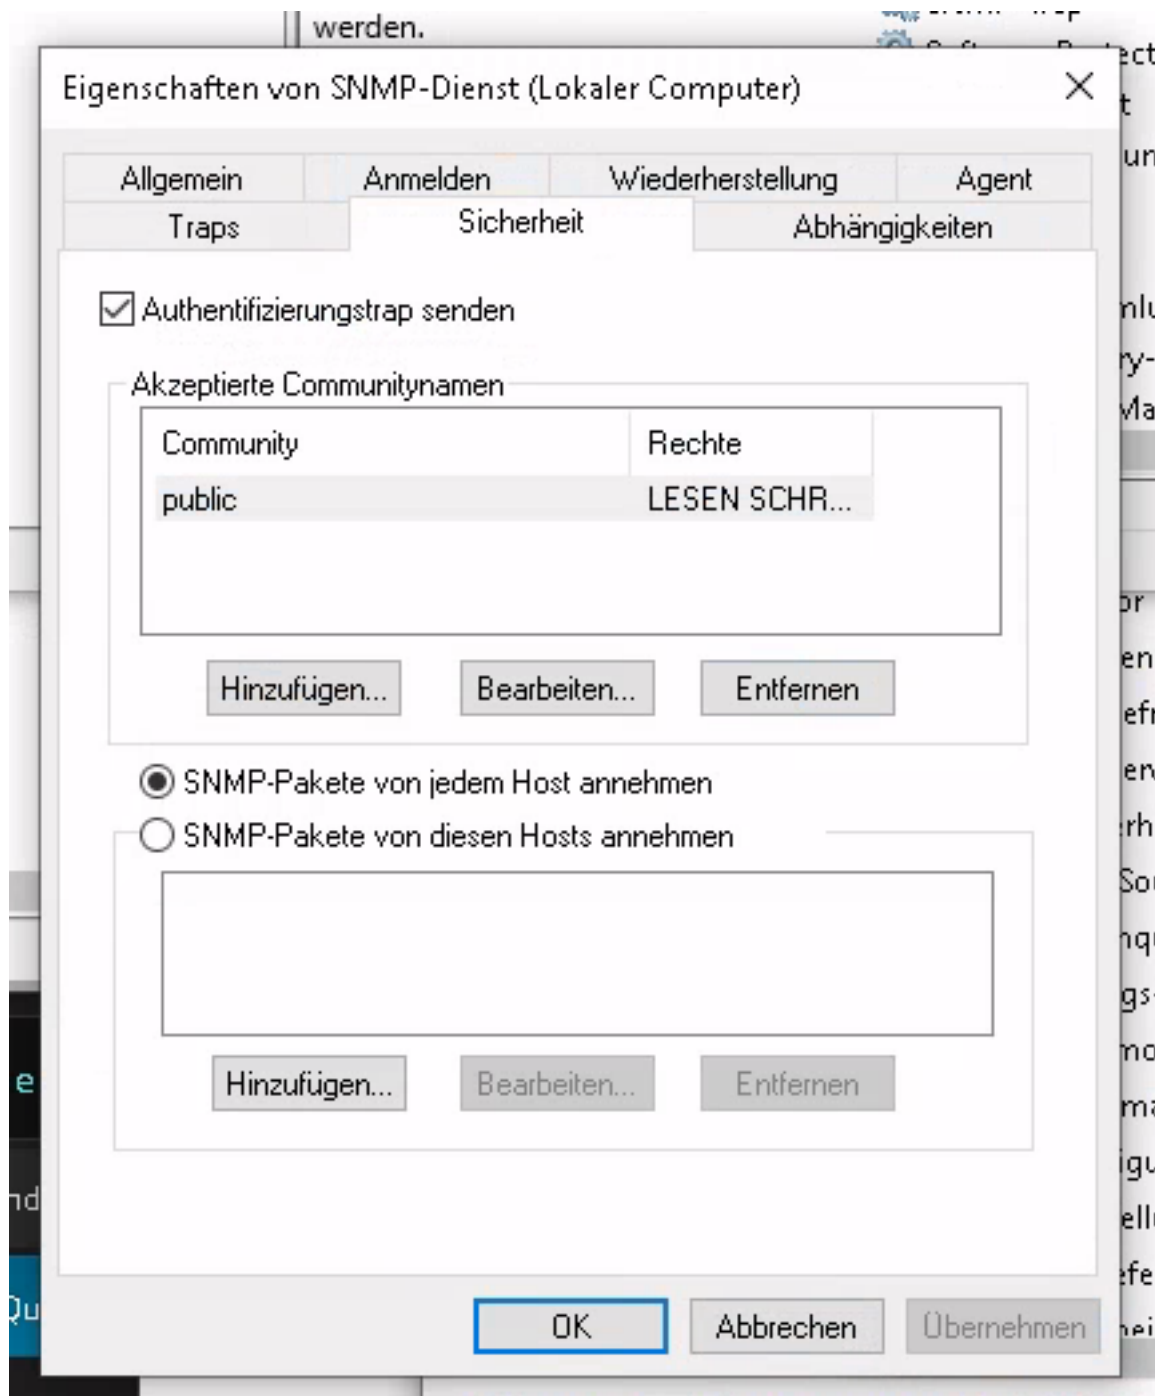 werden.
Eigenschaften von SNMP-Dienst (Lokaler Computer)
Allgemein Anmelden Wiederherstellung Agent
Traps Sicherheit Abhängigkeiten
Authentifizierungstrap senden
Akzeptierte Communitynamen
Community Rechte
public LESEN SCHR...
Hinzufügen... Bearbeiten... Entfernen
SNMP-Pakete von jedem Host annehmen
SNMP-Pakete von diesen Hosts annehmen
Hinzufügen... Bearbeiten... Entfernen
OK Abbrechen Übernehmen